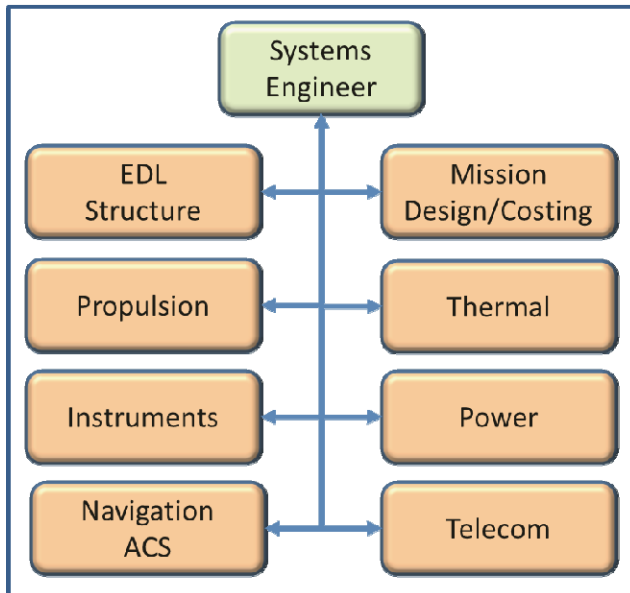 Systems
Engineer
EDL
Structure
Mission
Design/Costing
Propulsion
Thermal
Instruments
Power
Navigation
ACS
Telecom